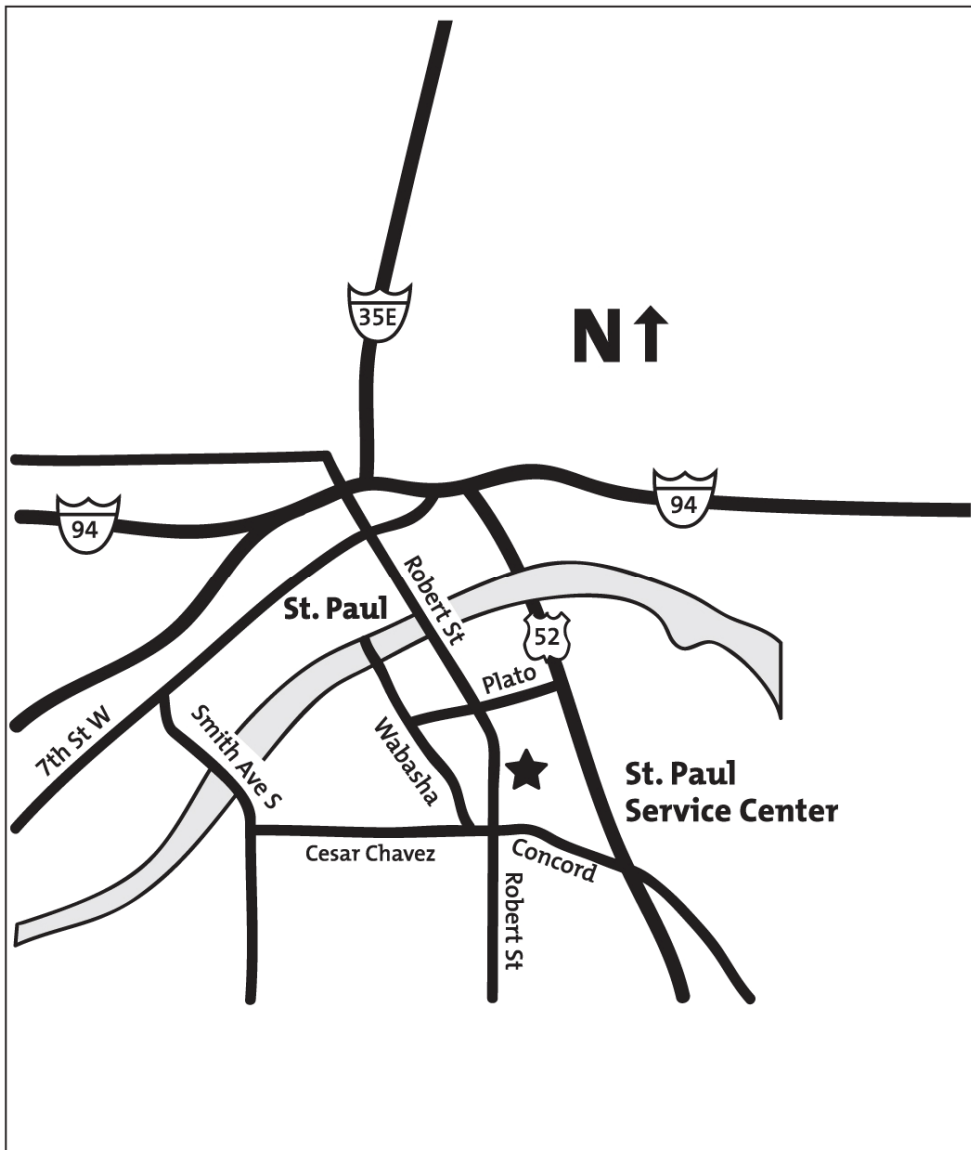 35E
N
94
94
Robert St
St. Paul
52
Plato
7th St W
Smith Ave S
Wabasha
St. Paul
Service Center
Cesar Chavez
Concord
Robert St